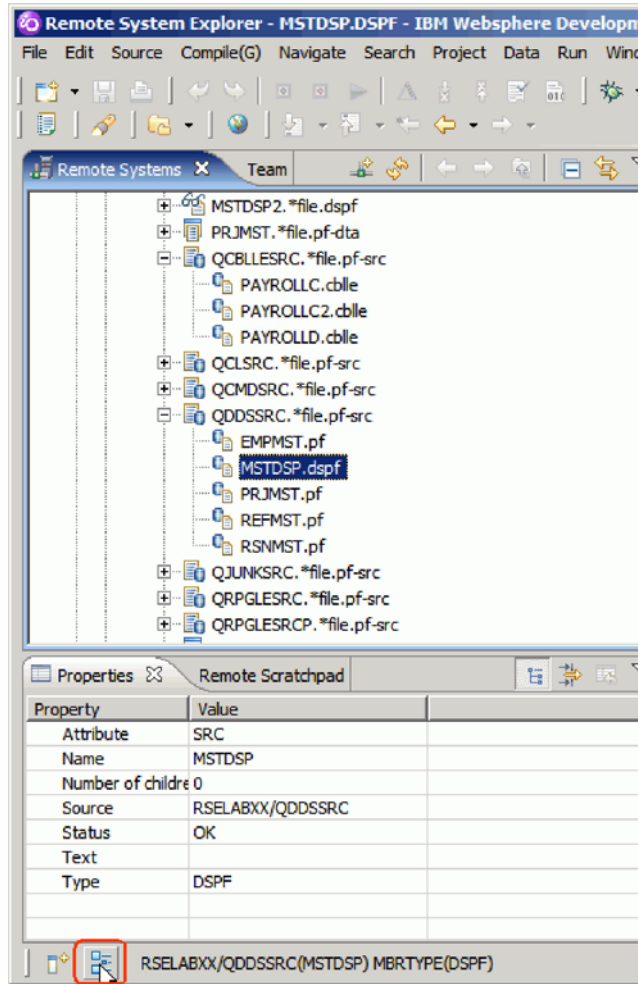 Remote System Explorer - MSTDSP.DSPF - IBM Websphere Developm
File Edit Source Compile(G) Navigate Search Project Data Run Wind
Remote Systems Team
MSTDSP2.*file.dspf
PRJMST.*file.pf-dta
QCBLLESRC.*file.pf-src
PAYROLLC.cblle
PAYROLLC2.cblle
PAYROLLD.cblle
QCLSRC.*file.pf-src
QCMDSRC.*file.pf-src
QDDSSRC.*file.pf-src
EMPMST.pf
MSTDSP.dspf
PRJMST.pf
REFMST.pf
RSNMST.pf
QJUNKSRC.*file.pf-src
QRPGLESRC.*file.pf-src
QRPGLESRCP.*file.pf-src
Properties Remote Scratchpad
Property Value
Attribute SRC
Name MSTDSP
Number of childre 0
Source RSELABXX/QDDSSRC
Status OK
Text
Type DSPF
RSELABXX/QDDSSRC(MSTDSP) MBRTYPE(DSPF)